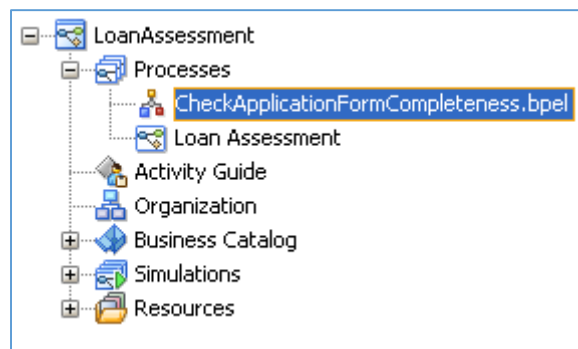 LoanAssessment
Processes
CheckApplicationFormCompleteness.bpel
Loan Assessment
Activity Guide
Organization
Business Catalog
Simulations
Resources